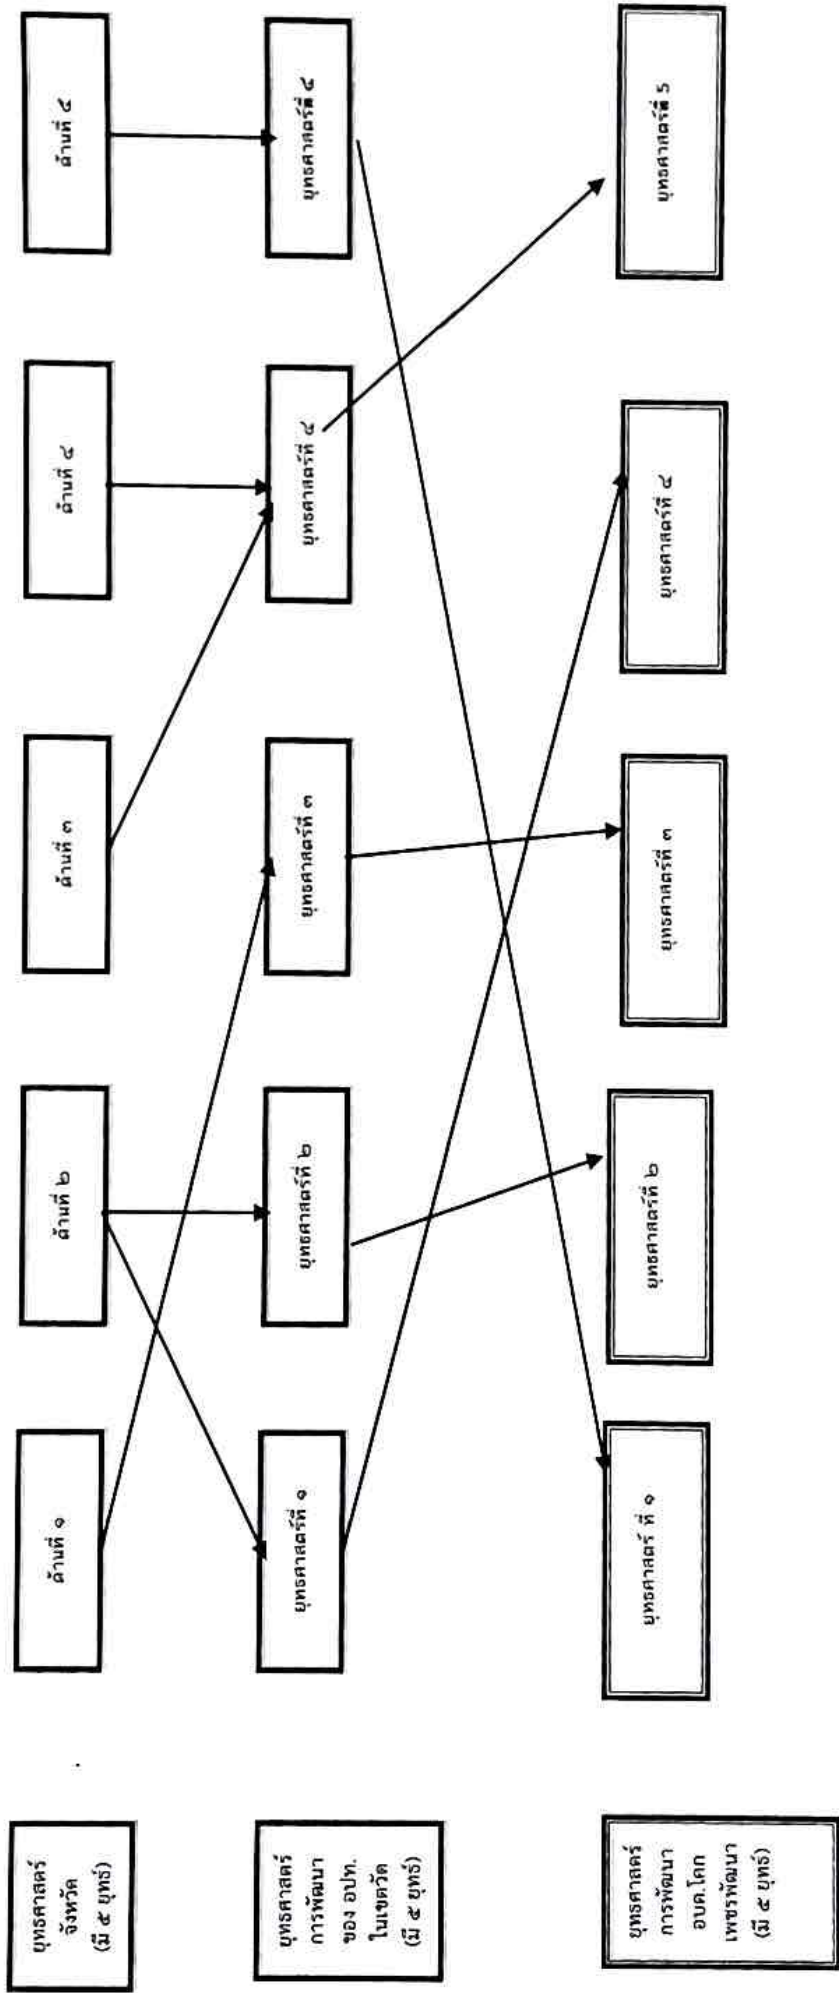 ยุทธศาสตร์
จังหวัด
(มี ๕ ยุทธ์)
ด้านที่ ๑
ด้านที่ ๒
ด้านที่ ๓
ด้านที่ ๔
ด้านที่ ๕
ยุทธศาสตร์
การพัฒนา
ของ อปท.
ในเขตวัด
(มี ๕ ยุทธ์)
ยุทธศาสตร์ที่ ๑
ยุทธศาสตร์ที่ ๒
ยุทธศาสตร์ที่ ๓
ยุทธศาสตร์ที่ ๔
ยุทธศาสตร์ที่ ๕
ยุทธศาสตร์
การพัฒนา
อบต.โคก
เพชรพัฒนา
(มี ๕ ยุทธ์)
ยุทธศาสตร์ ที่ ๑
ยุทธศาสตร์ที่ ๒
ยุทธศาสตร์ที่ ๓
ยุทธศาสตร์ที่ ๔
ยุทธศาสตร์ที่ 5